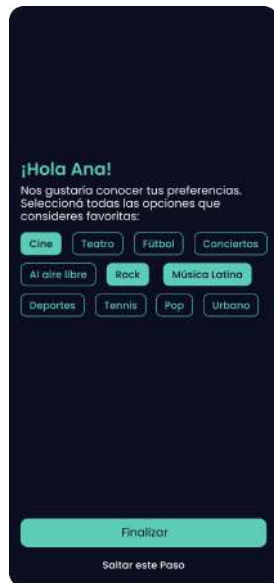 ¡Hola Ana!
Nos gustaría conocer tus preferencias.
Seleccioná todas las opciones que
consideres favoritas:
Cine Teatro Fútbol Conciertos
Al aire libre Rock Música Latina
Deportes Tennis Pop Urbano
Finalizar
Saltar este Paso